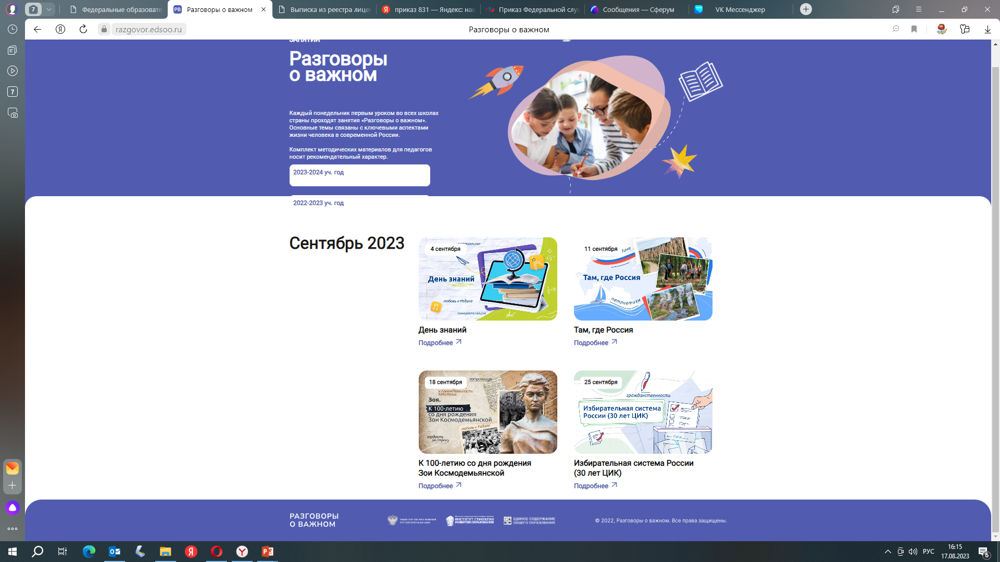 7
Федеральные образовате
РВ
Разговоры о важном
Выписка из реестра лице
приказ 831 — Яндекс: на
Приказ Федеральной слу
Сообщения — Сферум
VK Мессенджер
razgovor.edsoo.ru
Разговоры о важном
7
ЗАНЯТИЙ
Разговоры
о важном
Каждый понедельник первым уроком во всех школах
страны проходят занятия «Разговоры о важном».
Основные темы связаны с ключевыми аспектами
жизни человека в современной России.
Комплект методических материалов для педагогов
носит рекомендательный характер.
2023-2024 уч. год
2022-2023 уч. год
Сентябрь 2023
4 сентября
День знаний
любовь к Родине
самореализация
День знаний
Подробнее
11 сентября
Там, где Россия
патриотизм
Там, где Россия
Подробнее
18 сентября
патриотизм
и преемственность
поколений
Зоя.
К 100-летию
со дня рождения
Зои Космодемьянской
любовь к Родине
гордость
за страну
К 100-летию со дня рождения
Зои Космодемьянской
Подробнее
25 сентября
гражданственность
Избирательная система
России (30 лет ЦИК)
Избирательная система России
(30 лет ЦИК)
Подробнее
РАЗГОВОРЫ
О ВАЖНОМ
МИНИСТЕРСТВО ПРОСВЕЩЕНИЯ
РОССИЙСКОЙ ФЕДЕРАЦИИ
ИНСТИТУТ СТРАТЕГИИ
РАЗВИТИЯ ОБРАЗОВАНИЯ
ЕДИНОЕ СОДЕРЖАНИЕ
ОБЩЕГО ОБРАЗОВАНИЯ
© 2022, Разговоры о важном. Все права защищены.
РУС
16:15
17.08.2023
6